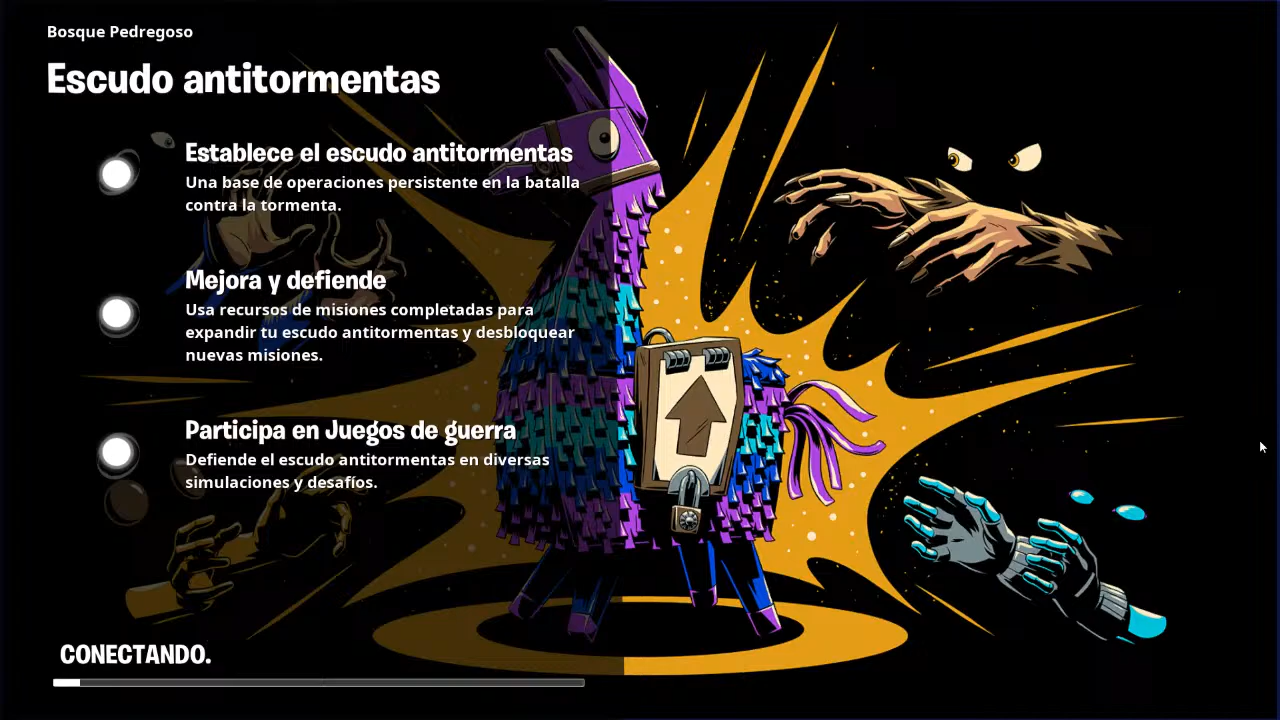 Bosque Pedregoso
Escudo antitormentas
Establece el escudo antitormentas
Una base de operaciones persistente en la batalla
contra la tormenta.
Mejora y defiende
Usa recursos de misiones completadas para
expandir tu escudo antitormentas y desbloquear
nuevas misiones.
Participa en Juegos de guerra
Defiende el escudo antitormentas en diversas
simulaciones y desafíos.
CONECTANDO.